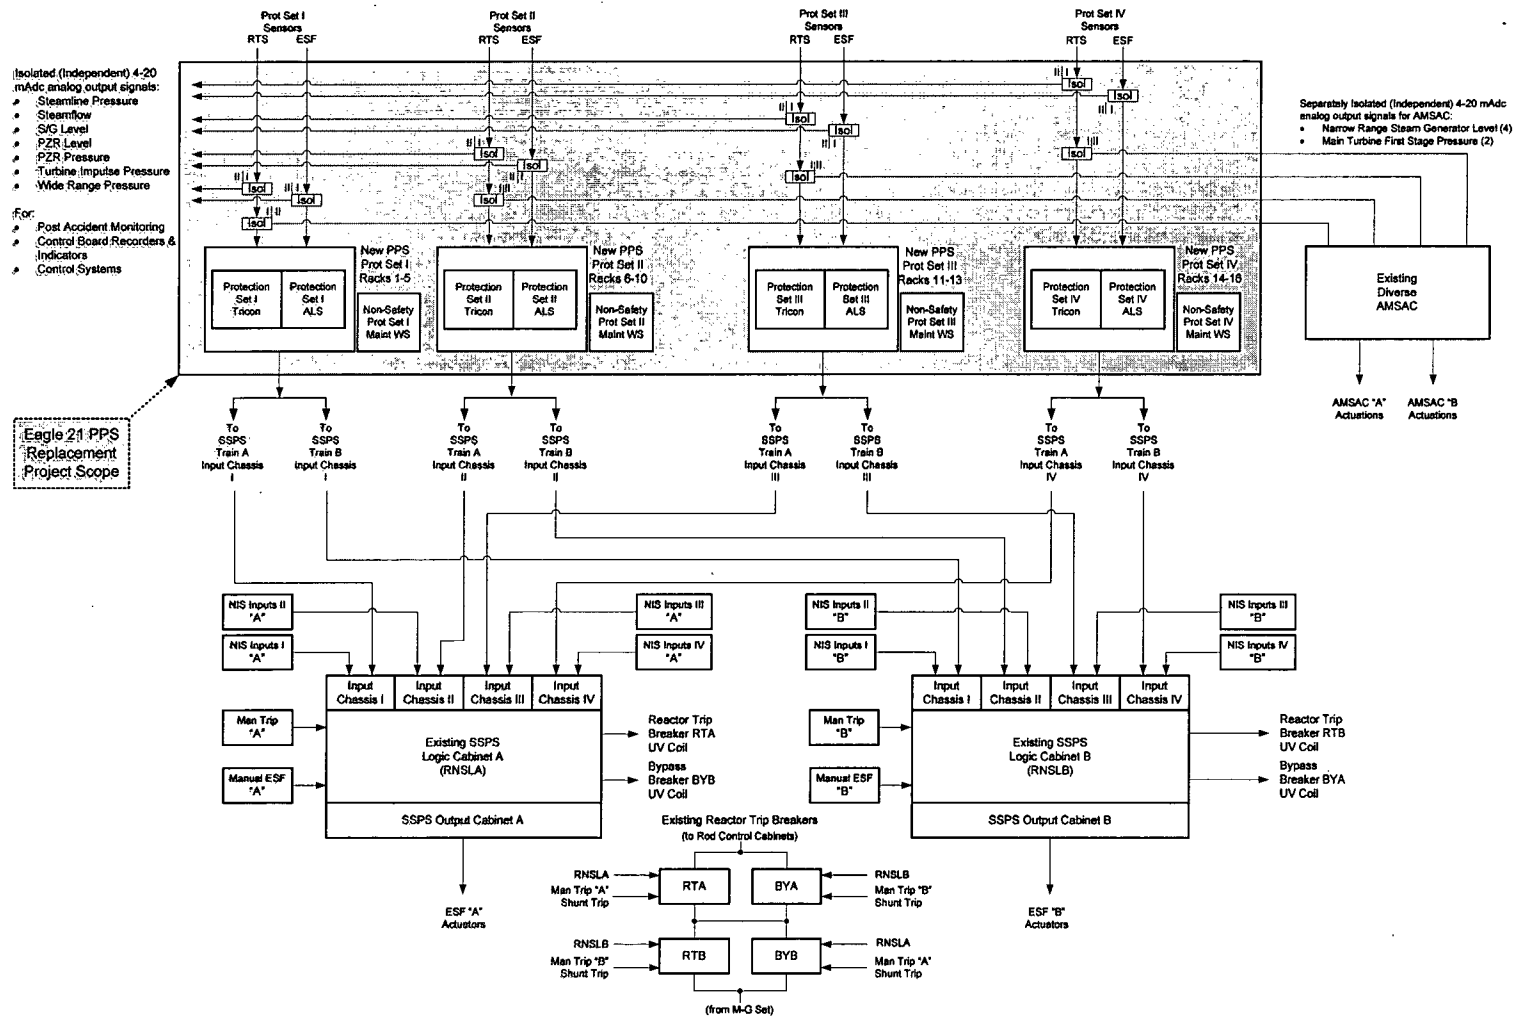 Prot Set I
Sensors
RTS ESF
Prot Set II
Sensors
RTS ESF
Prot Set III
Sensors
RTS ESF
Prot Set IV
Sensors
RTS ESF
Isolated (Independent) 4-20
mAdc analog output signals:
Steamline Pressure
Steamflow
S/G Level
PZR Level
PZR Pressure
Turbine Impulse Pressure
Wide Range Pressure
For:
Post Accident Monitoring
Control Board Recorders &
Indicators
Control Systems
Separately Isolated (Independent) 4-20 mAdc
analog output signals for AMSAC:
Narrow Range Steam Generator Level (4)
Main Turbine First Stage Pressure (2)
Isol
Isol
Isol
Isol
Isol
Isol
Isol
Isol
Isol
Isol
Isol
Isol
New PPS
Prot Set I
Racks 1-5
Protection
Set I
Tricon
Protection
Set I
ALS
Non-Safety
Prot Set I
Maint WS
New PPS
Prot Set II
Racks 6-10
Protection
Set II
Tricon
Protection
Set II
ALS
Non-Safety
Prot Set II
Maint WS
New PPS
Prot Set III
Racks 11-13
Protection
Set III
Tricon
Protection
Set III
ALS
Non-Safety
Prot Set III
Maint WS
New PPS
Prot Set IV
Racks 14-16
Protection
Set IV
Tricon
Protection
Set IV
ALS
Non-Safety
Prot Set IV
Maint WS
Existing
Diverse
AMSAC
AMSAC "A"
Actuations
AMSAC "B
Actuations
Eagle 21 PPS
Replacement
Project Scope
To
SSPS
Train A
Input Chassis
I
To
SSPS
Train B
Input Chassis
I
To
SSPS
Train A
Input Chassis
II
To
SSPS
Train B
Input Chassis
II
To
SSPS
Train A
Input Chassis
III
To
SSPS
Train B
Input Chassis
III
To
SSPS
Train A
Input Chassis
IV
To
SSPS
Train B
Input Chassis
IV
NIS Inputs II
"A"
NIS Inputs I
"A"
NIS Inputs III
"A"
NIS Inputs IV
"A"
NIS Inputs II
"B"
NIS Inputs I
"B"
NIS Inputs III
"B"
NIS Inputs IV
"B"
Input
Chassis I
Input
Chassis II
Input
Chassis III
Input
Chassis IV
Input
Chassis I
Input
Chassis II
Input
Chassis III
Input
Chassis IV
Man Trip
"A"
Manual ESF
"A"
Existing SSPS
Logic Cabinet A
(RNSLA)
SSPS Output Cabinet A
Reactor Trip
Breaker RTA
UV Coil
Bypass
Breaker BYB
UV Coil
Man Trip
"B"
Manual ESF
"B"
Existing SSPS
Logic Cabinet B
(RNSLB)
SSPS Output Cabinet B
Reactor Trip
Breaker RTB
UV Coil
Bypass
Breaker BYA
UV Coil
ESF "A"
Actuators
ESF "B"
Actuators
Existing Reactor Trip Breakers
(to Rod Control Cabinets)
RNSLA
Man Trip "A"
Shunt Trip
RTA
BYA
RNSLB
Man Trip "B"
Shunt Trip
RNSLB
Man Trip "B"
Shunt Trip
RTB
BYB
RNSLA
Man Trip "A"
Shunt Trip
(from M-G Set)